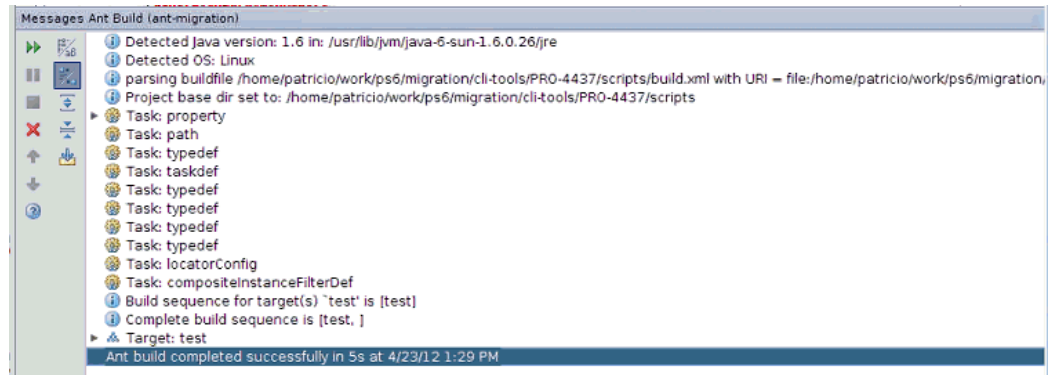 Messages Ant Build (ant-migration)
Detected Java version: 1.6 in: /usr/lib/jvm/java-6-sun-1.6.0.26/jre
Detected OS: Linux
parsing buildfile /home/patricio/work/ps6/migration/cli-tools/PRO-4437/scripts/build.xml with URI = file:/home/patricio/work/ps6/migration/
Project base dir set to: /home/patricio/work/ps6/migration/cli-tools/PRO-4437/scripts
Task: property
Task: path
Task: typedef
Task: taskdef
Task: typedef
Task: typedef
Task: typedef
Task: typedef
Task: locatorConfig
Task: compositeInstanceFilterDef
Build sequence for target(s) `test' is [test]
Complete build sequence is [test, ]
Target: test
Ant build completed successfully in 5s at 4/23/12 1:29 PM